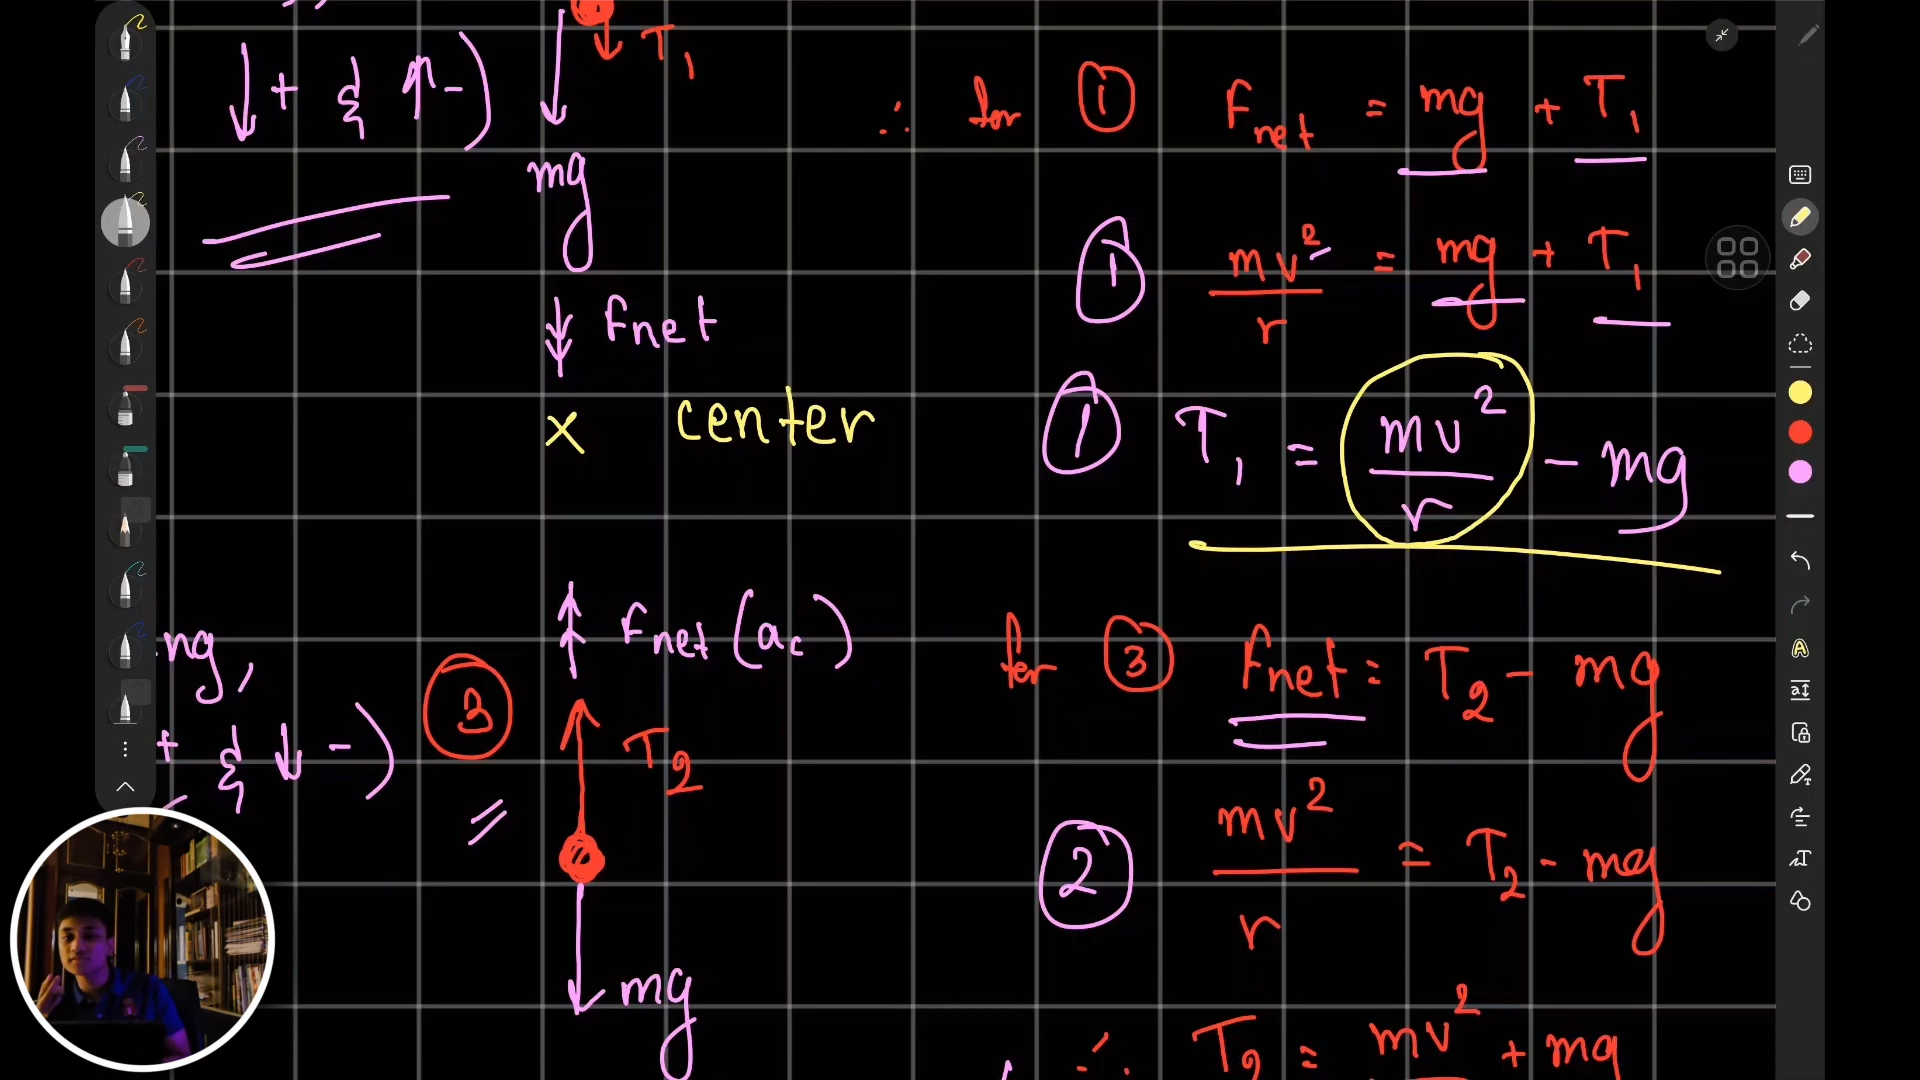 T₁
↓ + & ↑ - )
mg
Fnet
× center
∴ for ① Fnet = mg + T₁
① mv²/r = mg + T₁
① T₁ = mv²/r - mg
Fnet (ac)
mg,
+ & ↓ - )
③
T₂
mg
for ③ Fnet = T₂ - mg
② mv²/r = T₂ - mg
∴ T₂ = mv² + mg